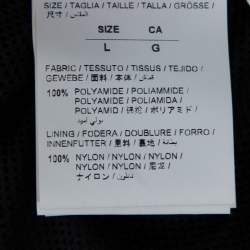 SIZE / TAGLIA / TAILLE / TALLA / GRÖSSE /
尺寸 / المقاس
SIZE CA
L G
FABRIC / TESSUTO / TISSUS / TEJIDO /
GEWEBE / 面料 / 本体 / قماش
100% POLYAMIDE / POLIAMMIDE /
POLYAMIDE / POLIAMIDA /
POLYAMID / 锦纶 / ポリアミド /
بولي أميد
LINING / FODERA / DOUBLURE / FORRO /
INNENFUTTER / 里料 / 裏地 / بطانة
100% NYLON / NYLON / NYLON /
NYLON / NYLON / 尼龙 /
ナイロン / نايلون